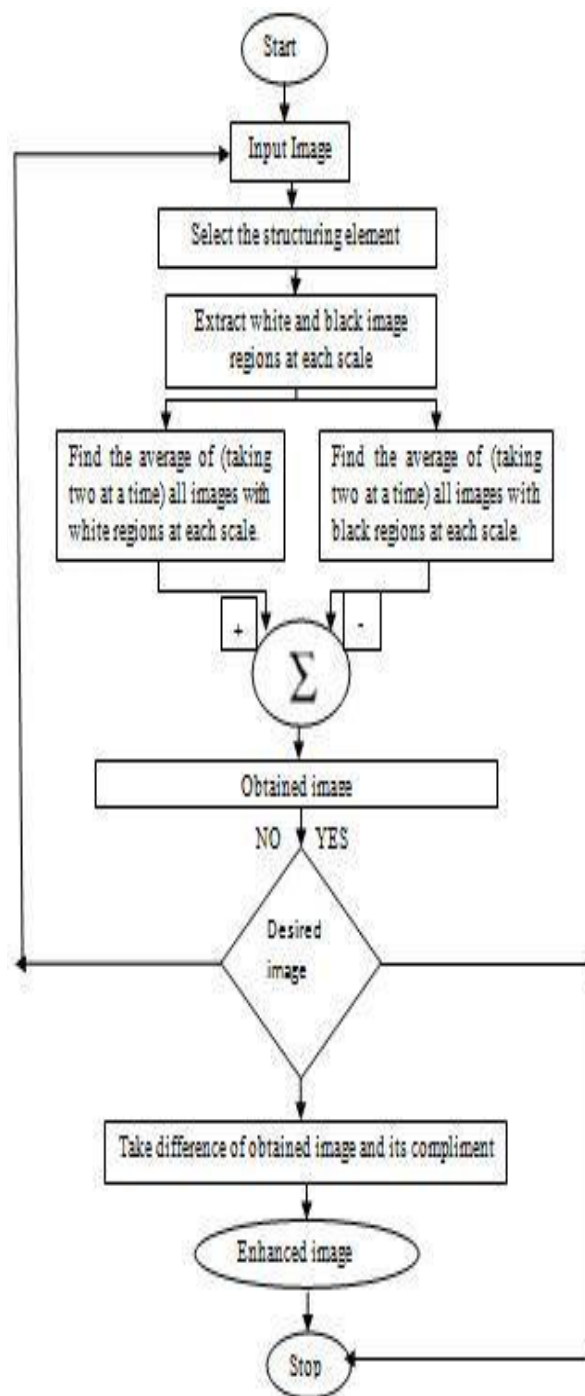 Start
Input Image
Select the structuring element
Extract white and black image
regions at each scale
Find the average of (taking
two at a time) all images with
white regions at each scale.
Find the average of (taking
two at a time) all images with
black regions at each scale.
+
-
Σ
Obtained image
NO YES
Desired
image
Take difference of obtained image and its compliment
Enhanced image
Stop